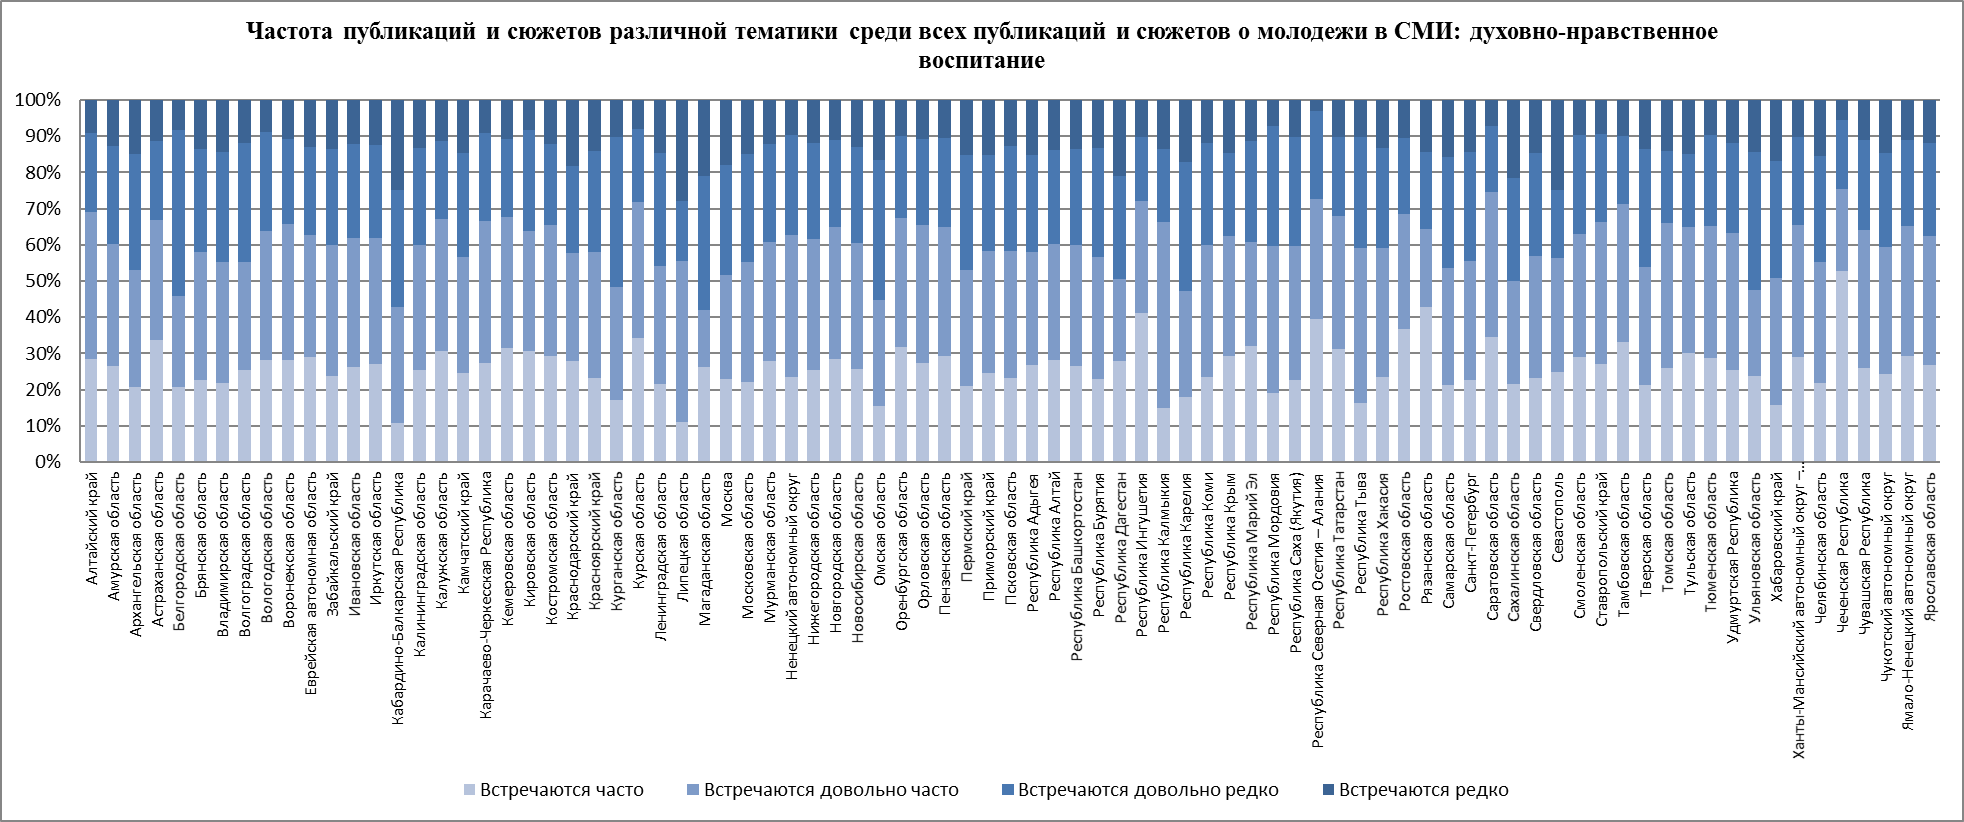 Частота публикаций и сюжетов различной тематики среди всех публикаций и сюжетов о молодежи в СМИ: духовно-нравственное
воспитание
100%
90%
80%
70%
60%
50%
40%
30%
20%
10%
0%
Алтайский край
Амурская область
Архангельская область
Астраханская область
Белгородская область
Брянская область
Владимирская область
Волгоградская область
Вологодская область
Воронежская область
Еврейская автономная область
Забайкальский край
Ивановская область
Иркутская область
Кабардино-Балкарская Республика
Калининградская область
Калужская область
Камчатский край
Карачаево-Черкесская Республика
Кемеровская область
Кировская область
Костромская область
Краснодарский край
Красноярский край
Курганская область
Курская область
Ленинградская область
Липецкая область
Магаданская область
Москва
Московская область
Мурманская область
Ненецкий автономный округ
Нижегородская область
Новгородская область
Новосибирская область
Омская область
Оренбургская область
Орловская область
Пензенская область
Пермский край
Приморский край
Псковская область
Республика Адыгея
Республика Алтай
Республика Башкортостан
Республика Бурятия
Республика Дагестан
Республика Ингушетия
Республика Калмыкия
Республика Карелия
Республика Коми
Республика Крым
Республика Марий Эл
Республика Мордовия
Республика Саха (Якутия)
Республика Северная Осетия – Алания
Республика Татарстан
Республика Тыва
Республика Хакасия
Ростовская область
Рязанская область
Самарская область
Санкт-Петербург
Саратовская область
Сахалинская область
Свердловская область
Севастополь
Смоленская область
Ставропольский край
Тамбовская область
Тверская область
Томская область
Тульская область
Тюменская область
Удмуртская Республика
Ульяновская область
Хабаровский край
Ханты-Мансийский автономный округ –…
Челябинская область
Чеченская Республика
Чувашская Республика
Чукотский автономный округ
Ямало-Ненецкий автономный округ
Ярославская область
Встречаются часто
Встречаются довольно часто
Встречаются довольно редко
Встречаются редко